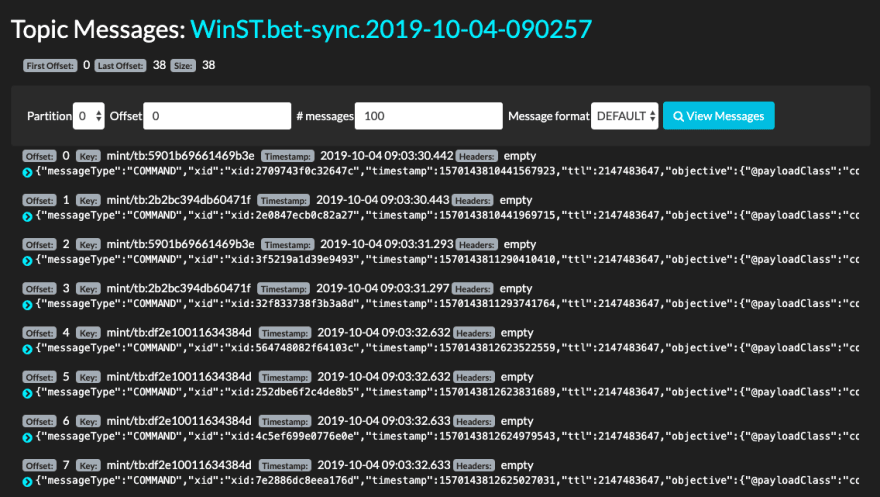 Topic Messages: WinST.bet-sync.2019-10-04-090257
First Offset: 0 Last Offset: 38 Size: 38
Partition 0 Offset 0 # messages 100 Message format DEFAULT View Messages
Offset: 0 Key: mint/tb:5901b69661469b3e Timestamp: 2019-10-04 09:03:30.442 Headers: empty
{"messageType":"COMMAND","xid":"xid:2709743f0c32647c","timestamp":1570143810441567923,"ttl":2147483647,"objective":{"@payloadClass":"co
Offset: 1 Key: mint/tb:2b2bc394db60471f Timestamp: 2019-10-04 09:03:30.443 Headers: empty
{"messageType":"COMMAND","xid":"xid:2e0847ecb0c82a27","timestamp":1570143810441969715,"ttl":2147483647,"objective":{"@payloadClass":"co
Offset: 2 Key: mint/tb:5901b69661469b3e Timestamp: 2019-10-04 09:03:31.293 Headers: empty
{"messageType":"COMMAND","xid":"xid:3f5219a1d39e9493","timestamp":1570143811290410410,"ttl":2147483647,"objective":{"@payloadClass":"co
Offset: 3 Key: mint/tb:2b2bc394db60471f Timestamp: 2019-10-04 09:03:31.297 Headers: empty
{"messageType":"COMMAND","xid":"xid:32f833738f3b3a8d","timestamp":1570143811293741764,"ttl":2147483647,"objective":{"@payloadClass":"co
Offset: 4 Key: mint/tb:df2e10011634384d Timestamp: 2019-10-04 09:03:32.632 Headers: empty
{"messageType":"COMMAND","xid":"xid:564748082f64103c","timestamp":1570143812623522559,"ttl":2147483647,"objective":{"@payloadClass":"co
Offset: 5 Key: mint/tb:df2e10011634384d Timestamp: 2019-10-04 09:03:32.632 Headers: empty
{"messageType":"COMMAND","xid":"xid:252dbe6f2c4de8b5","timestamp":1570143812623831689,"ttl":2147483647,"objective":{"@payloadClass":"co
Offset: 6 Key: mint/tb:df2e10011634384d Timestamp: 2019-10-04 09:03:32.633 Headers: empty
{"messageType":"COMMAND","xid":"xid:4c5ef699e0776e0e","timestamp":1570143812624979543,"ttl":2147483647,"objective":{"@payloadClass":"co
Offset: 7 Key: mint/tb:df2e10011634384d Timestamp: 2019-10-04 09:03:32.633 Headers: empty
{"messageType":"COMMAND","xid":"xid:7e2886dc8eea176d","timestamp":1570143812625027031,"ttl":2147483647,"objective":{"@payloadClass":"co